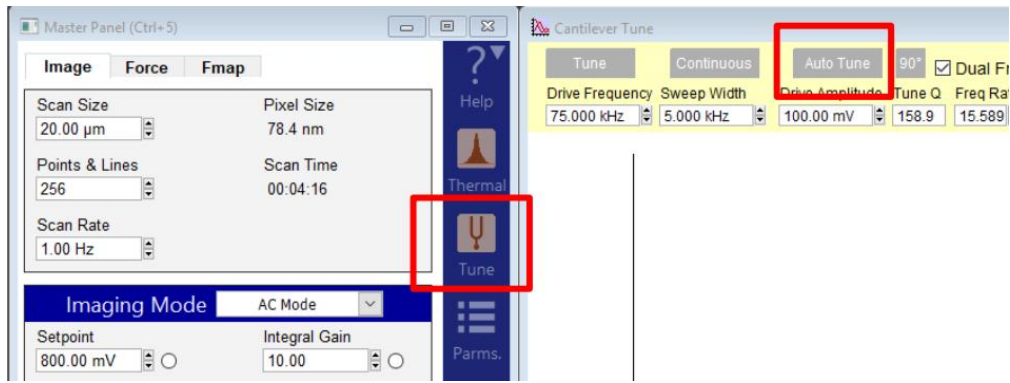 Master Panel (Ctrl+5)
Image Force Fmap
Scan Size Pixel Size
20.00 µm 78.4 nm
Points & Lines Scan Time
256 00:04:16
Scan Rate
1.00 Hz
Imaging Mode AC Mode
Setpoint Integral Gain
800.00 mV 10.00
?
Help
Thermal
Tune
Parms.
Cantilever Tune
Tune Continuous Auto Tune 90° Dual Fr
Drive Frequency Sweep Width Drive Amplitude Tune Q Freq Ra
75.000 kHz 5.000 kHz 100.00 mV 158.9 15.589